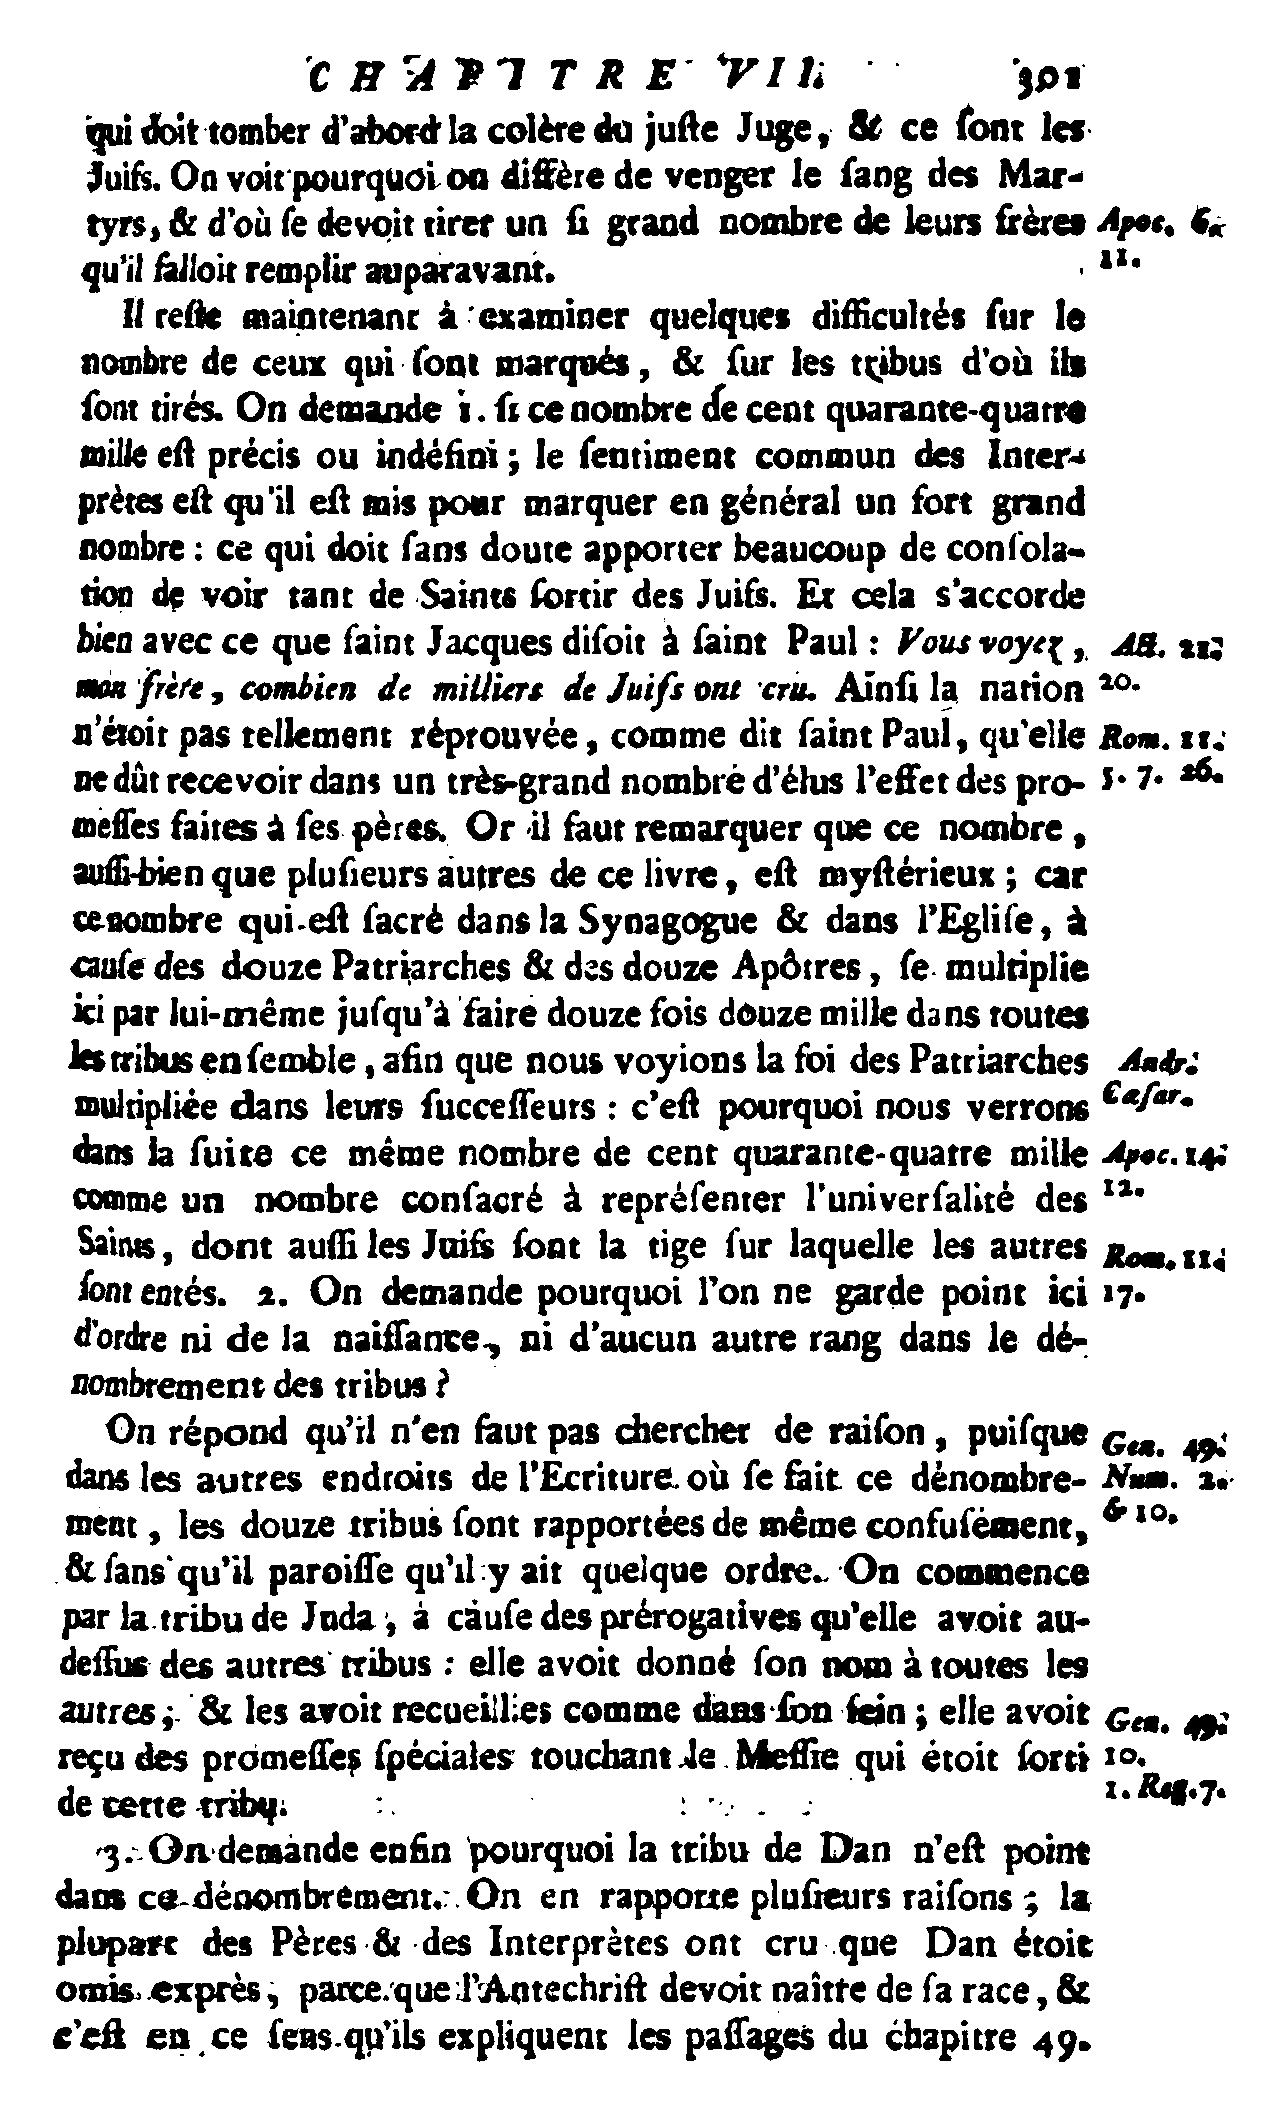 CHAPITRE VII. 301
qui doit tomber d'abord la colère du juſte Juge, & ce ſont les
Juifs. On voit pourquoi on diffère de venger le ſang des Mar-
tyrs, & d'où ſe devoit tirer un ſi grand nombre de leurs frères Apoc. 6.
qu'il falloit remplir auparavant. 11.
Il reſte maintenant à examiner quelques difficultés ſur le
nombre de ceux qui ſont marqués, & ſur les tribus d'où ils
ſont tirés. On demande 1. ſi ce nombre de cent quarante-quatre
mille eſt précis ou indéfini ; le ſentiment commun des Inter-
prètes eſt qu'il eſt mis pour marquer en général un fort grand
nombre : ce qui doit ſans doute apporter beaucoup de conſola-
tion de voir tant de Saints ſortir des Juifs. Et cela s'accorde
bien avec ce que ſaint Jacques diſoit à ſaint Paul : Vous voyez, Act. 21.
mon frère, combien de milliers de Juifs ont cru. Ainſi la nation 20.
n'étoit pas tellement réprouvée, comme dit ſaint Paul, qu'elle Rom. 11.
ne dût recevoir dans un très-grand nombre d'élus l'effet des pro- 5. 7. 26.
meſſes faites à ſes pères. Or il faut remarquer que ce nombre,
auſſi-bien que pluſieurs autres de ce livre, eſt myſtérieux ; car
ce nombre qui eſt ſacré dans la Synagogue & dans l'Egliſe, à
cauſe des douze Patriarches & des douze Apôtres, ſe multiplie
ici par lui-même juſqu'à faire douze fois douze mille dans toutes
les tribus enſemble, afin que nous voyions la foi des Patriarches Andr.
multipliée dans leurs ſucceſſeurs : c'eſt pourquoi nous verrons Cæſar.
dans la ſuite ce même nombre de cent quarante-quatre mille Apoc. 14.
comme un nombre conſacré à repréſenter l'univerſalité des 12.
Saints, dont auſſi les Juifs ſont la tige ſur laquelle les autres Rom. 11.
ſont entés. 2. On demande pourquoi l'on ne garde point ici 17.
d'ordre ni de la naiſſance, ni d'aucun autre rang dans le dé-
nombrement des tribus ?
On répond qu'il n'en faut pas chercher de raiſon, puiſque Gen. 49.
dans les autres endroits de l'Ecriture où ſe fait ce dénombre- Num. 2.
ment, les douze tribus ſont rapportées de même confuſément, & 10.
& ſans qu'il paroiſſe qu'il y ait quelque ordre. On commence
par la tribu de Juda, à cauſe des prérogatives qu'elle avoit au-
deſſus des autres tribus : elle avoit donné ſon nom à toutes les
autres ; & les avoit recueillies comme dans ſon ſein ; elle avoit Gen. 49.
reçu des promeſſes ſpéciales touchant le Meſſie qui étoit ſorti 10.
de cette tribu. 1. Reg. 7.
3. On demande enfin pourquoi la tribu de Dan n'eſt point
dans ce dénombrement. On en rapporte pluſieurs raiſons ; la
plupart des Pères & des Interprètes ont cru que Dan étoit
omis exprès, parce que l'Antechriſt devoit naître de ſa race, &
c'eſt en ce ſens qu'ils expliquent les paſſages du chapitre 49.